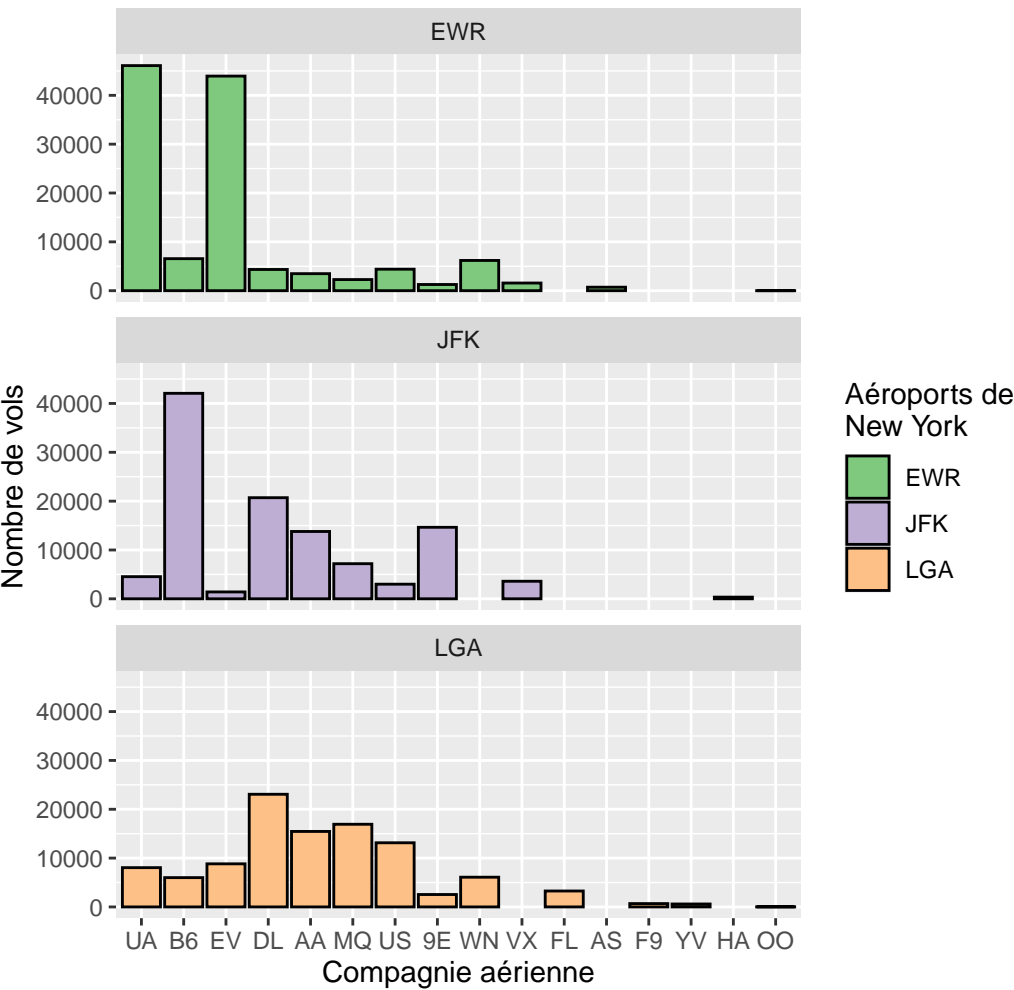 EWR
40000
30000
20000
10000
0
JFK
40000
30000
20000
10000
0
LGA
40000
30000
20000
10000
0
UA B6 EV DL AA MQ US 9E WN VX FL AS F9 YV HA OO
Compagnie aérienne
Nombre de vols
Aéroports de
New York
EWR
JFK
LGA